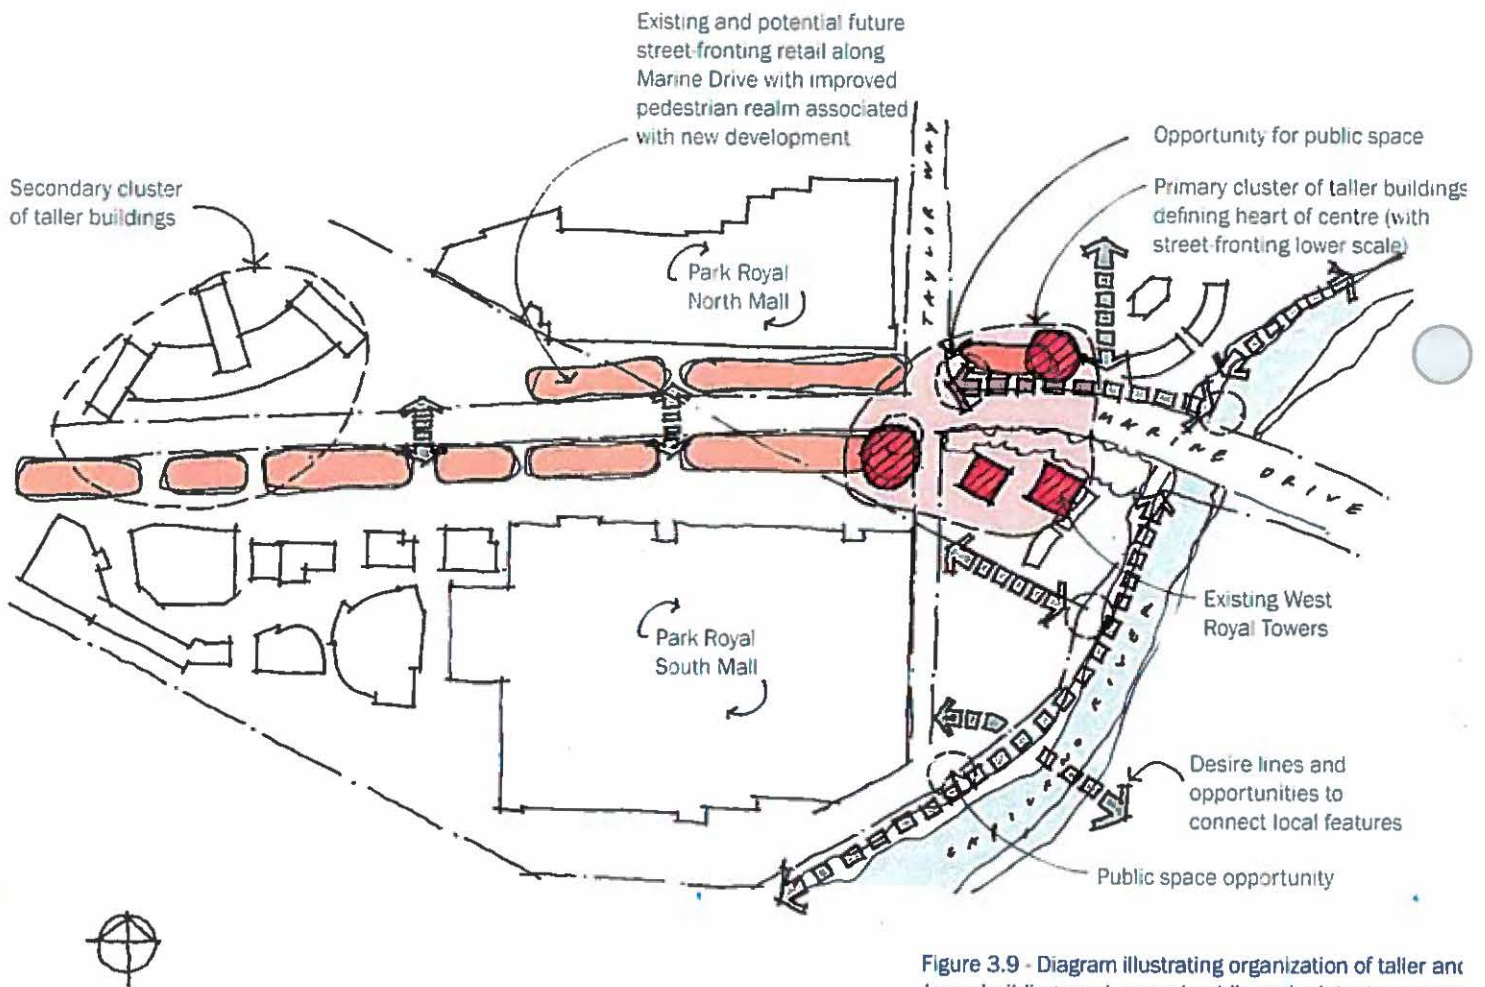 Existing and potential future
street-fronting retail along
Marine Drive with improved
pedestrian realm associated
with new development
Opportunity for public space
Secondary cluster
of taller buildings
Primary cluster of taller buildings
defining heart of centre (with
street-fronting lower scale)
TAYLOR WAY
Park Royal
North Mall
MARINE DRIVE
Existing West
Royal Towers
Park Royal
South Mall
Desire lines and
opportunities to
connect local features
Public space opportunity
Figure 3.9 - Diagram illustrating organization of taller and